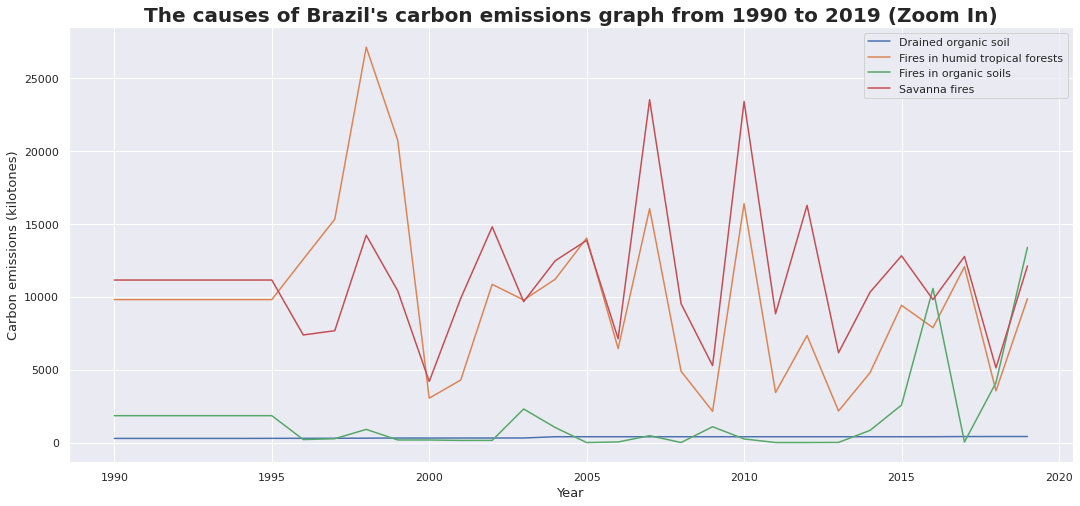 The causes of Brazil's carbon emissions graph from 1990 to 2019 (Zoom In)
Drained organic soil
Fires in humid tropical forests
Fires in organic soils
Savanna fires
Carbon emissions (kilotones)
25000
20000
15000
10000
5000
0
1990 1995 2000 2005 2010 2015 2020
Year